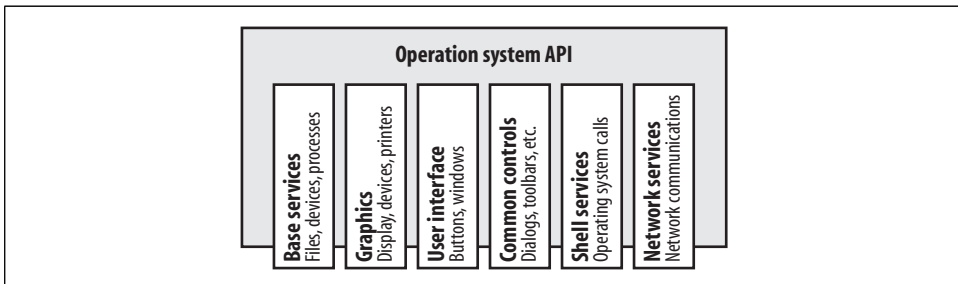 Operation system API
Base services
Files, devices, processes
Graphics
Display, devices, printers
User interface
Buttons, windows
Common controls
Dialogs, toolbars, etc.
Shell services
Operating system calls
Network services
Network communications